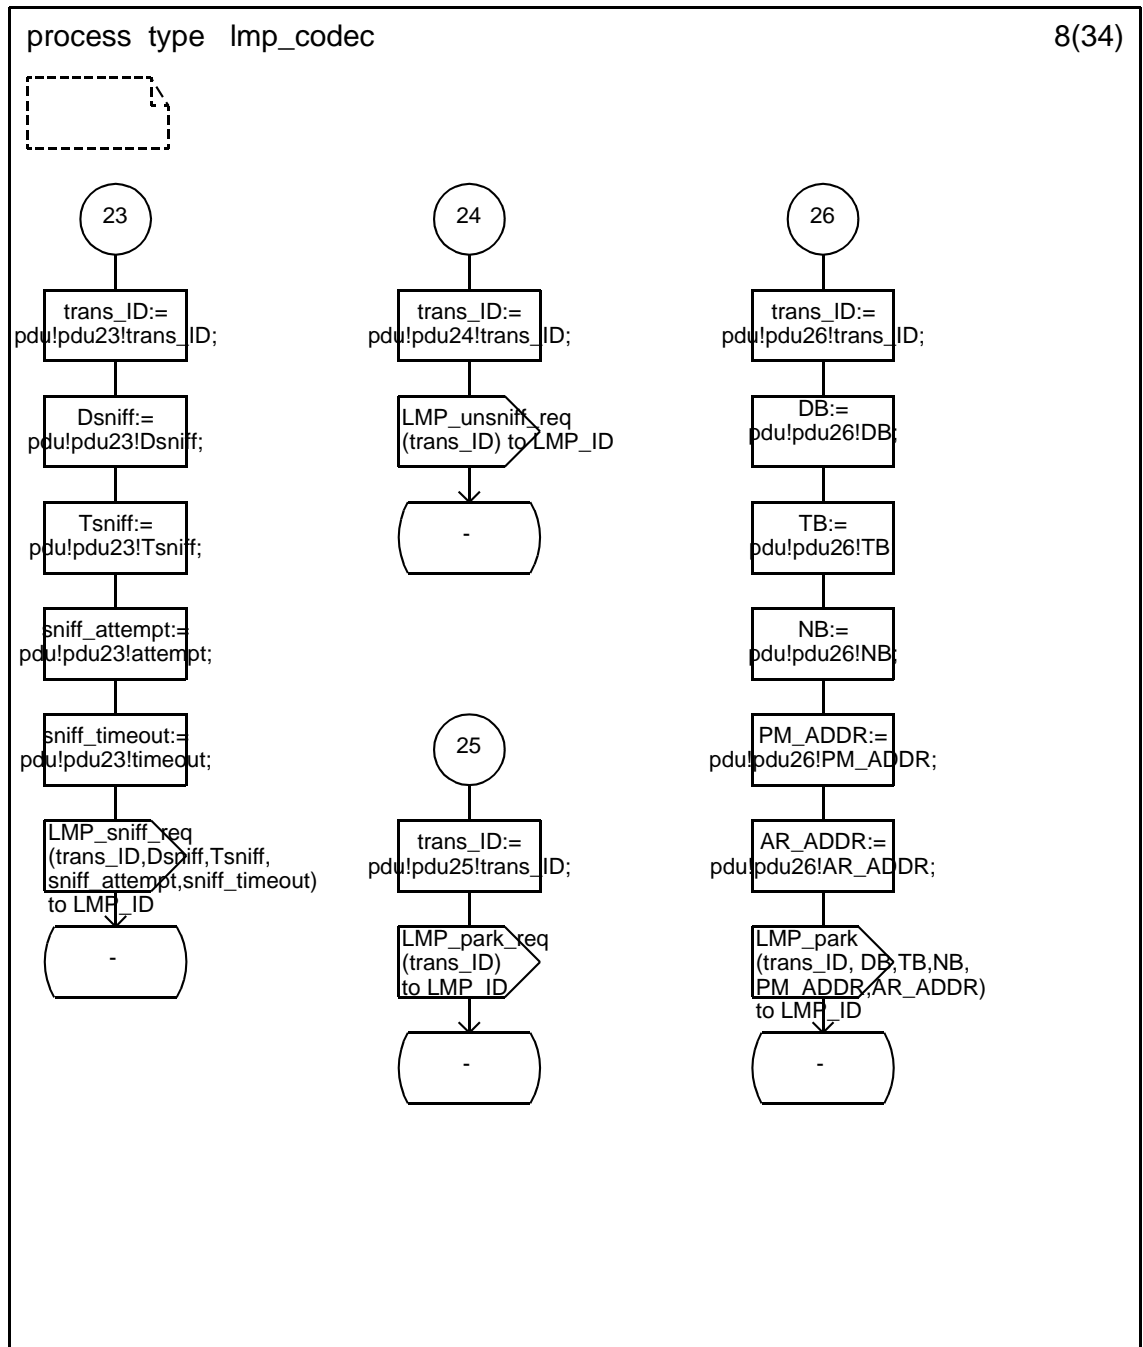 process type lmp_codec
8(34)
23
trans_ID:=
pdu!pdu23!trans_ID;
Dsniff:=
pdu!pdu23!Dsniff;
Tsniff:=
pdu!pdu23!Tsniff;
sniff_attempt:=
pdu!pdu23!attempt;
sniff_timeout:=
pdu!pdu23!timeout;
LMP_sniff_req
(trans_ID,Dsniff,Tsniff,
sniff_attempt,sniff_timeout)
to LMP_ID
-
24
trans_ID:=
pdu!pdu24!trans_ID;
LMP_unsniff_req
(trans_ID) to LMP_ID
-
25
trans_ID:=
pdu!pdu25!trans_ID;
LMP_park_req
(trans_ID)
to LMP_ID
-
26
trans_ID:=
pdu!pdu26!trans_ID;
DB:=
pdu!pdu26!DB;
TB:=
pdu!pdu26!TB;
NB:=
pdu!pdu26!NB;
PM_ADDR:=
pdu!pdu26!PM_ADDR;
AR_ADDR:=
pdu!pdu26!AR_ADDR;
LMP_park
(trans_ID, DB,TB,NB,
PM_ADDR,AR_ADDR)
to LMP_ID
-